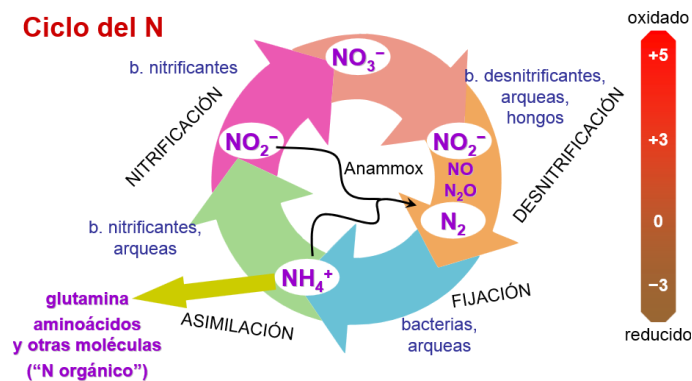 Ciclo del N
oxidado
NO₃⁻
+5
b. nitrificantes
b. desnitrificantes,
arqueas,
hongos
NITRIFICACIÓN
NO₂⁻
NO₂⁻
+3
Anammox
NO
N₂O
DESNITRIFICACIÓN
N₂
0
b. nitrificantes,
arqueas
NH₄⁺
−3
FIJACIÓN
glutamina
aminoácidos
y otras moléculas
(“N orgánico”)
ASIMILACIÓN
bacterias,
arqueas
reducido